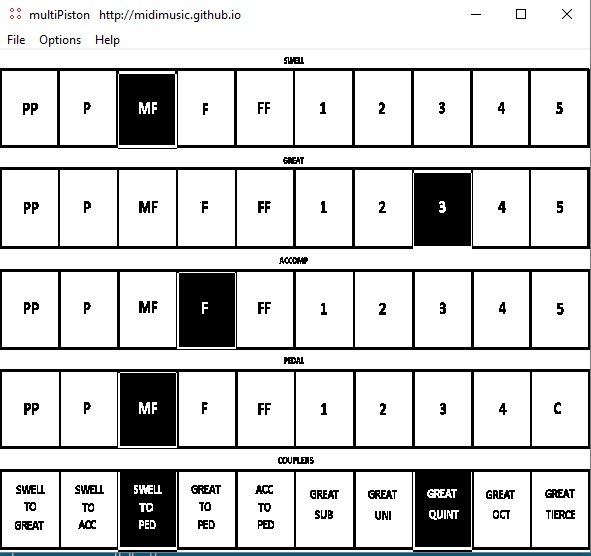 multiPiston http://midimusic.github.io
File Options Help
SWELL
PP P MF F FF 1 2 3 4 5
GREAT
PP P MF F FF 1 2 3 4 5
ACCOMP
PP P MF F FF 1 2 3 4 5
PEDAL
PP P MF F FF 1 2 3 4 C
COUPLERS
SWELL TO GREAT
SWELL TO ACC
SWELL TO PED
GREAT TO PED
ACC TO PED
GREAT SUB
GREAT UNI
GREAT QUINT
GREAT OCT
GREAT TIERCE